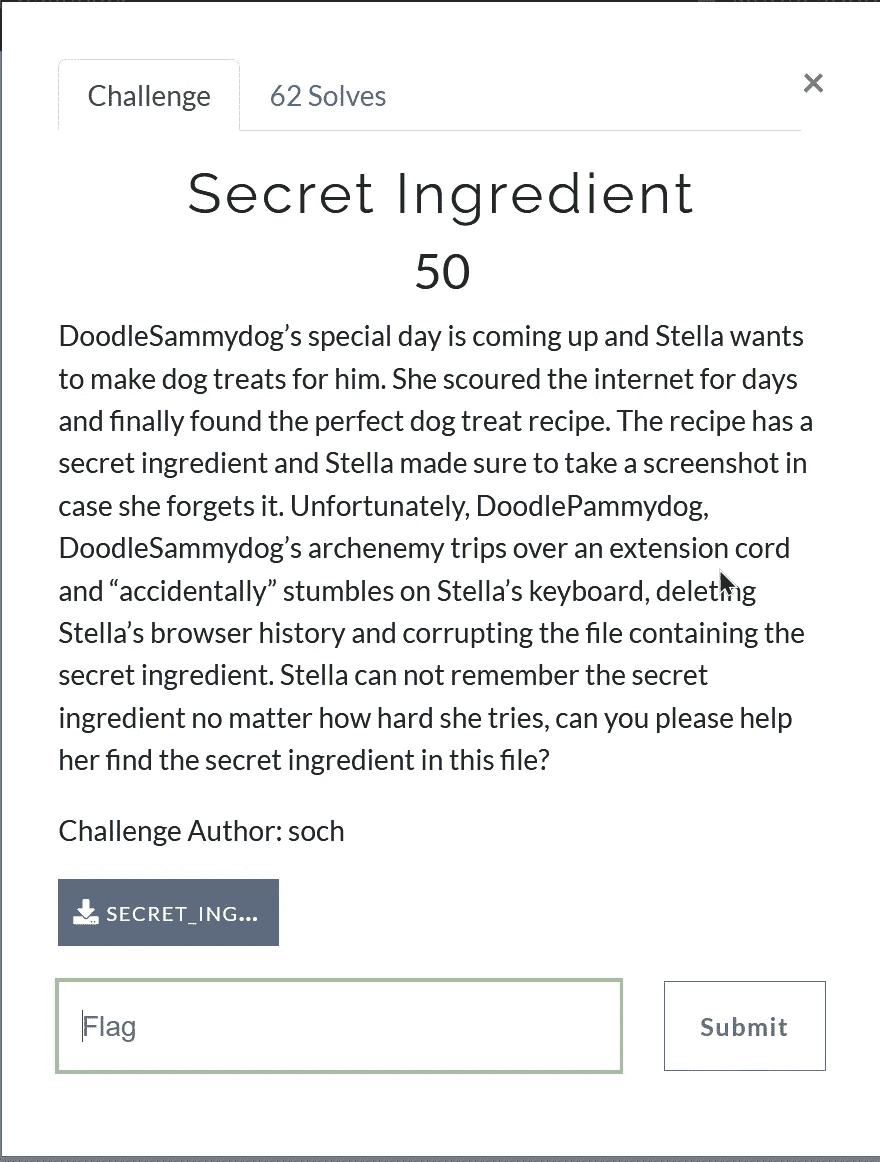 Challenge
62 Solves
×
Secret Ingredient
50
DoodleSammydog’s special day is coming up and Stella wants
to make dog treats for him. She scoured the internet for days
and finally found the perfect dog treat recipe. The recipe has a
secret ingredient and Stella made sure to take a screenshot in
case she forgets it. Unfortunately, DoodlePammydog,
DoodleSammydog’s archenemy trips over an extension cord
and “accidentally” stumbles on Stella’s keyboard, deleting
Stella’s browser history and corrupting the file containing the
secret ingredient. Stella can not remember the secret
ingredient no matter how hard she tries, can you please help
her find the secret ingredient in this file?
Challenge Author: soch
SECRET_ING...
Flag
Submit